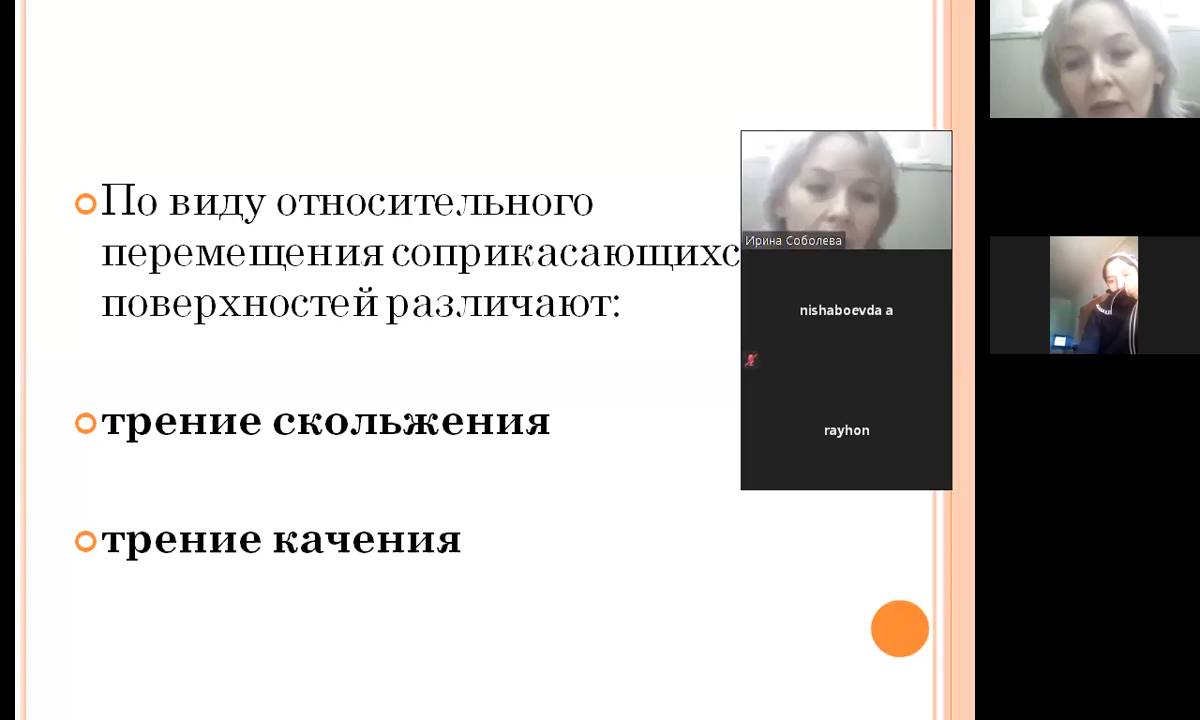 По виду относительного
перемещения соприкасающихс
поверхностей различают:
трение скольжения
трение качения
Ирина Соболева
nishaboevda a
rayhon